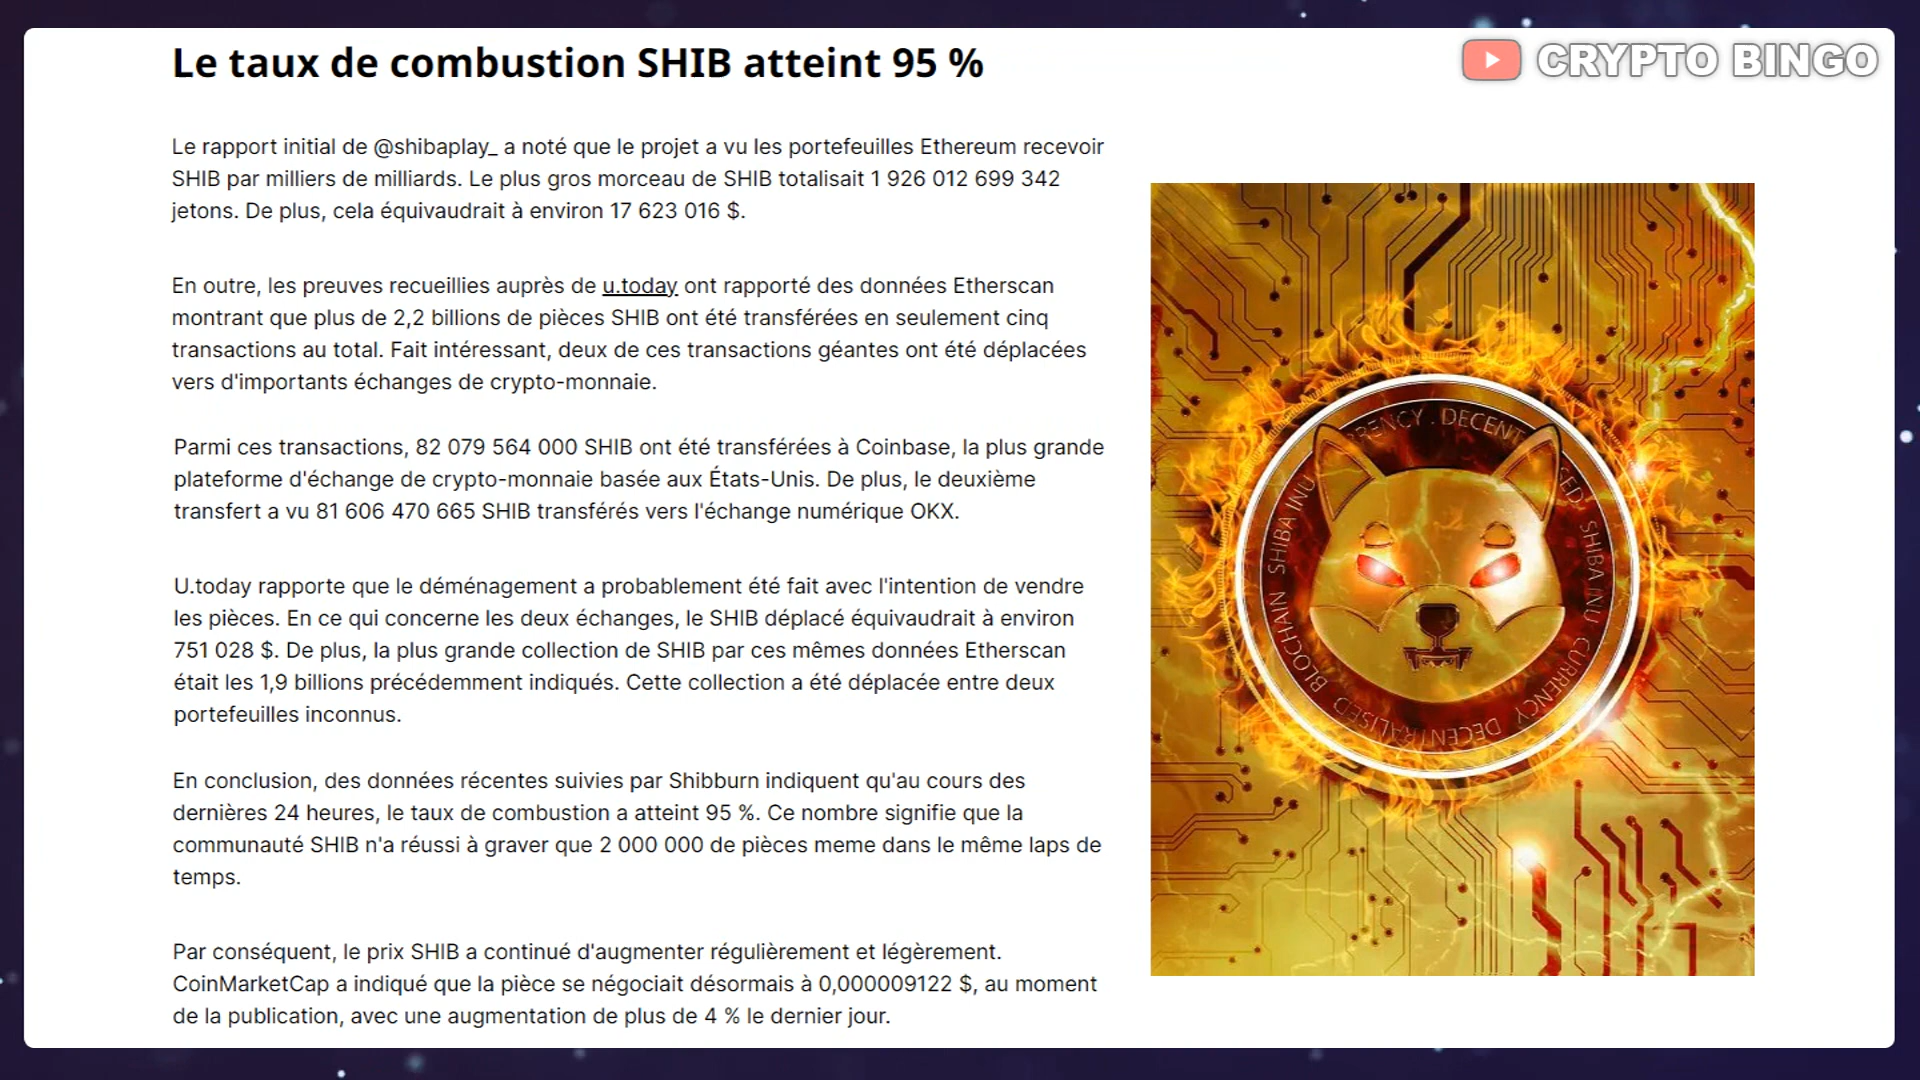 Le taux de combustion SHIB atteint 95 %
CRYPTO BINGO
Le rapport initial de @shibaplay_ a noté que le projet a vu les portefeuilles Ethereum recevoir
SHIB par milliers de milliards. Le plus gros morceau de SHIB totalisait 1 926 012 699 342
jetons. De plus, cela équivaudrait à environ 17 623 016 $.
En outre, les preuves recueillies auprès de u.today ont rapporté des données Etherscan
montrant que plus de 2,2 billions de pièces SHIB ont été transférées en seulement cinq
transactions au total. Fait intéressant, deux de ces transactions géantes ont été déplacées
vers d'importants échanges de crypto-monnaie.
Parmi ces transactions, 82 079 564 000 SHIB ont été transférées à Coinbase, la plus grande
plateforme d'échange de crypto-monnaie basée aux États-Unis. De plus, le deuxième
transfert a vu 81 606 470 665 SHIB transférés vers l'échange numérique OKX.
U.today rapporte que le déménagement a probablement été fait avec l'intention de vendre
les pièces. En ce qui concerne les deux échanges, le SHIB déplacé équivaudrait à environ
751 028 $. De plus, la plus grande collection de SHIB par ces mêmes données Etherscan
était les 1,9 billions précédemment indiqués. Cette collection a été déplacée entre deux
portefeuilles inconnus.
En conclusion, des données récentes suivies par Shibburn indiquent qu'au cours des
dernières 24 heures, le taux de combustion a atteint 95 %. Ce nombre signifie que la
communauté SHIB n'a réussi à graver que 2 000 000 de pièces meme dans le même laps de
temps.
Par conséquent, le prix SHIB a continué d'augmenter régulièrement et légèrement.
CoinMarketCap a indiqué que la pièce se négociait désormais à 0,000009122 $, au moment
de la publication, avec une augmentation de plus de 4 % le dernier jour.
SHIBA INU
SHIBA INU
CURRENCY
DECENTRALISED
BLOCHAIN